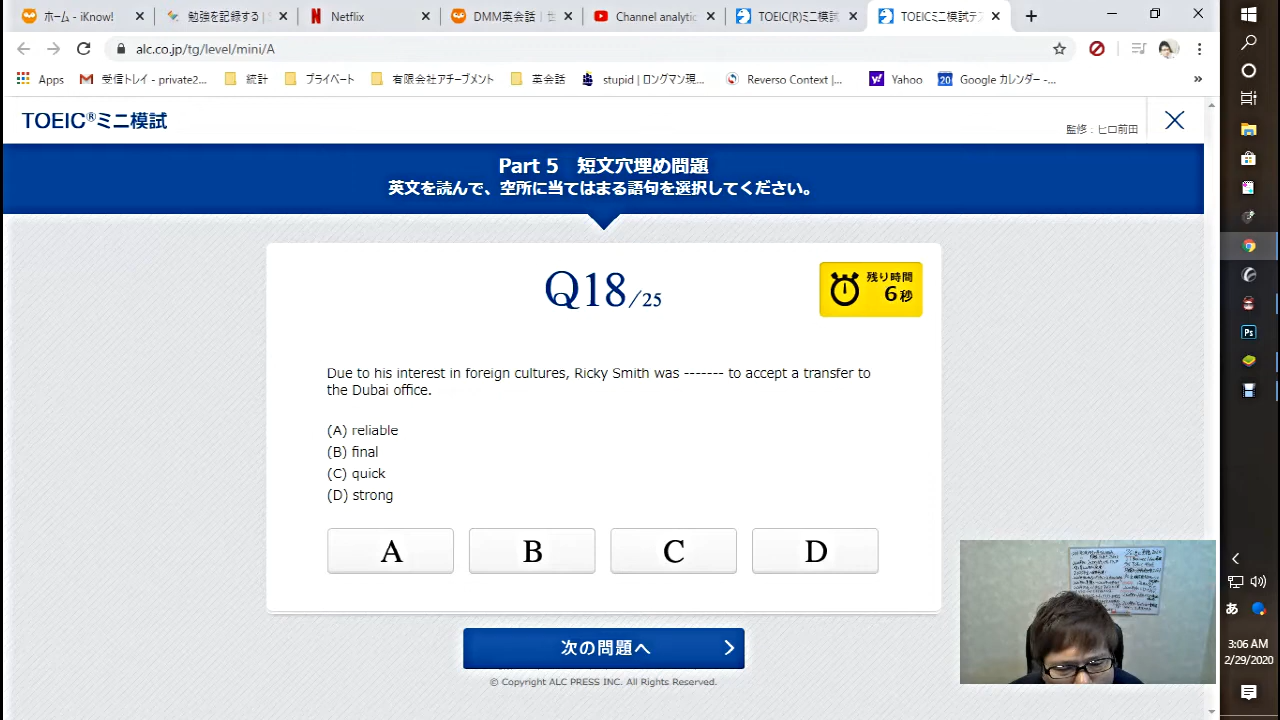 ホーム - iKnow!
勉強を記録する | S
Netflix
DMM英会話 | 世
Channel analytic
TOEIC(R)ミニ模試
TOEICミニ模試テス
alc.co.jp/tg/level/mini/A
Apps
受信トレイ - private2...
統計
プライベート
有限会社アチーブメント
英会話
stupid | ロングマン現...
Reverso Context |...
Yahoo
20
Google カレンダー -...
»
TOEIC®ミニ模試
監修：ヒロ前田
Part 5　短文穴埋め問題
英文を読んで、空所に当てはまる語句を選択してください。
Q18/25
残り時間
6秒
Due to his interest in foreign cultures, Ricky Smith was ------- to accept a transfer to
the Dubai office.
(A) reliable
(B) final
(C) quick
(D) strong
A
B
C
D
次の問題へ
© Copyright ALC PRESS INC. All Rights Reserved.
Ps
あ
3:06 AM
2/29/2020